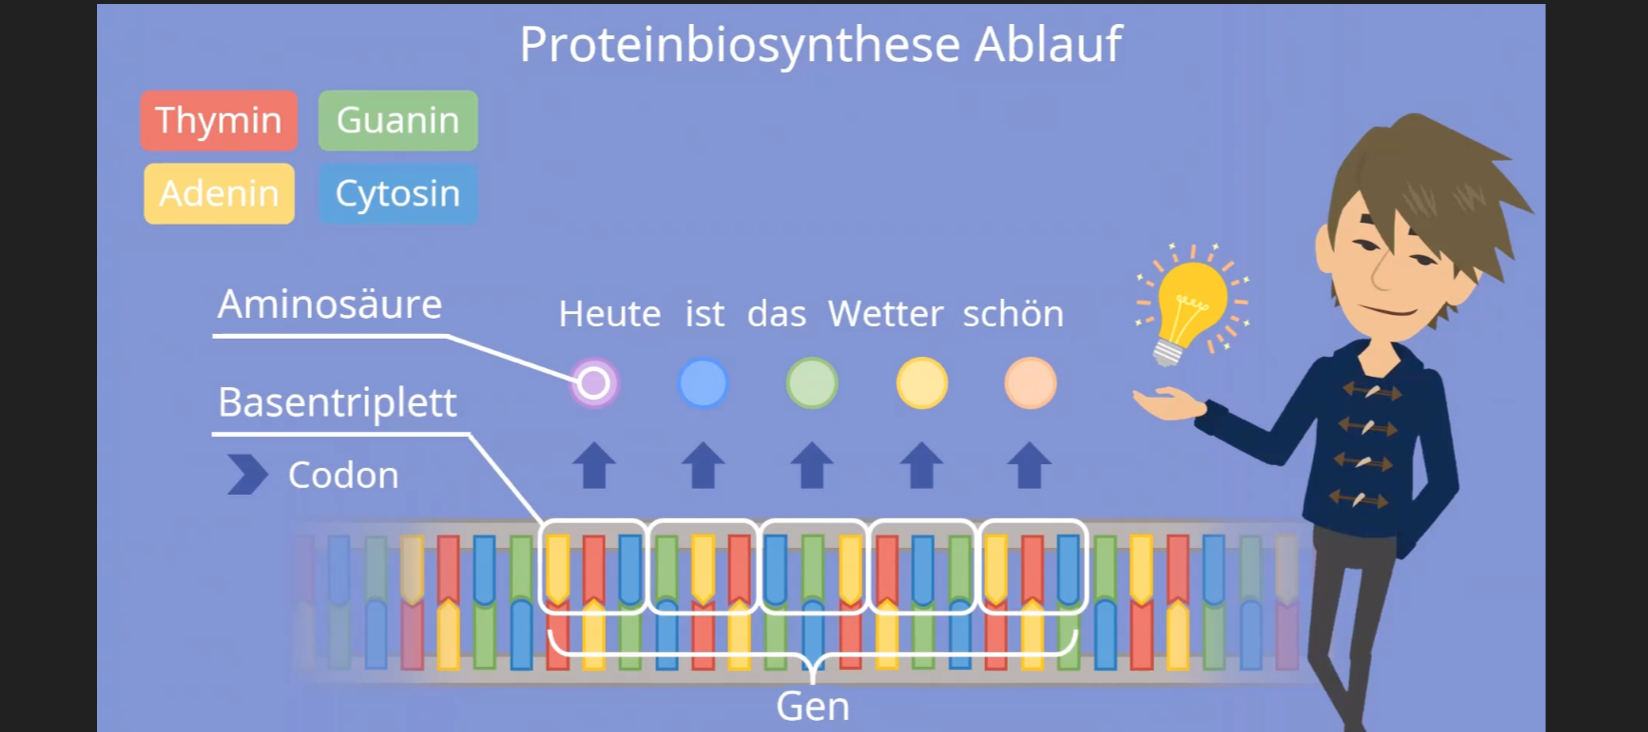 Proteinbiosynthese Ablauf
Thymin Guanin
Adenin Cytosin
Aminosäure
Heute ist das Wetter schön
Basentriplett
Codon
Gen